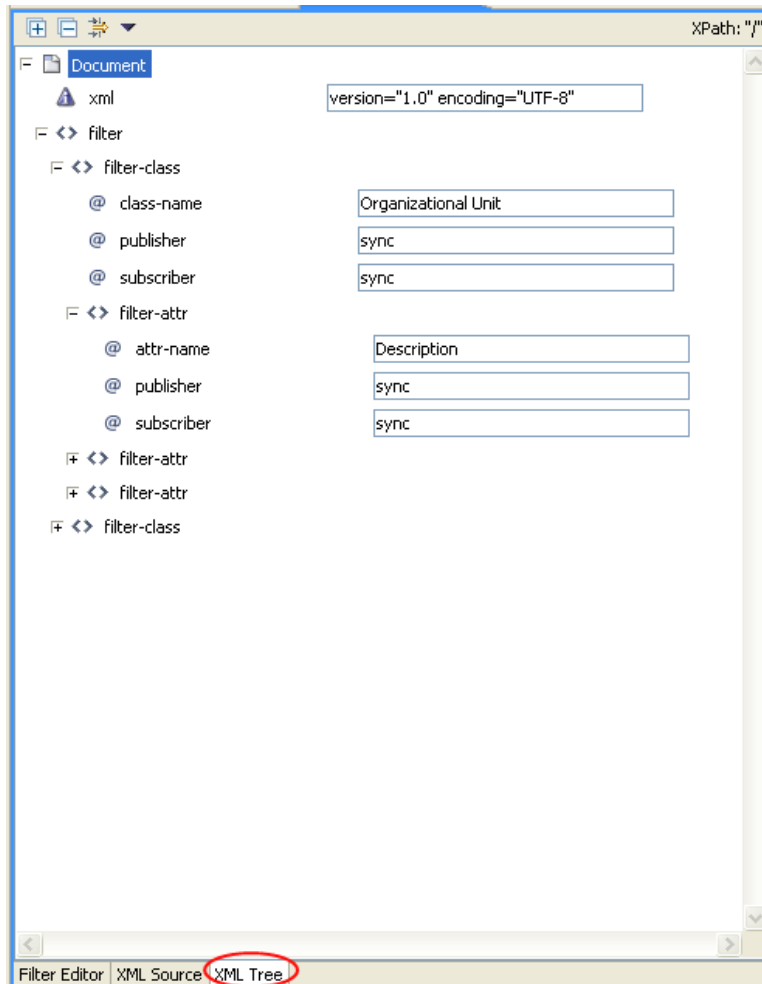 XPath: "/"
Document
xml version="1.0" encoding="UTF-8"
filter
filter-class
@ class-name Organizational Unit
@ publisher sync
@ subscriber sync
filter-attr
@ attr-name Description
@ publisher sync
@ subscriber sync
filter-attr
filter-attr
filter-class
Filter Editor XML Source XML Tree